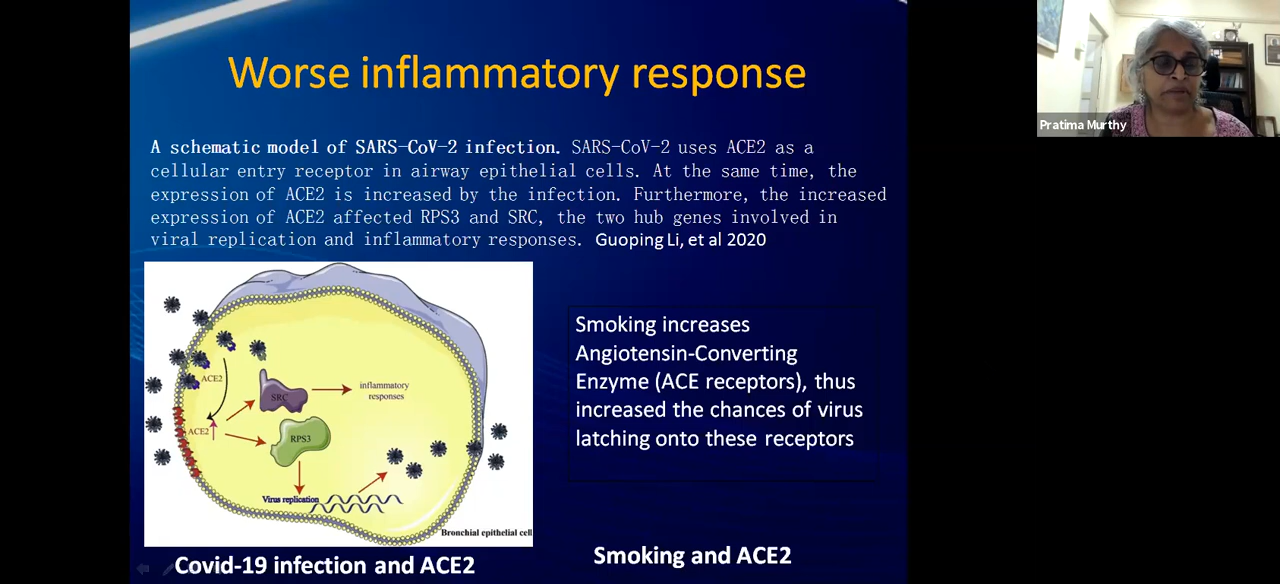 Worse inflammatory response
Pratima Murthy
A schematic model of SARS-CoV-2 infection. SARS-CoV-2 uses ACE2 as a
cellular entry receptor in airway epithelial cells. At the same time, the
expression of ACE2 is increased by the infection. Furthermore, the increased
expression of ACE2 affected RPS3 and SRC, the two hub genes involved in
viral replication and inflammatory responses. Guoping Li, et al 2020
ACE2
SRC
inflammatory
responses
ACE2
RPS3
Virus replication
Bronchial epithelial cell
Smoking increases
Angiotensin-Converting
Enzyme (ACE receptors), thus
increased the chances of virus
latching onto these receptors
Covid-19 infection and ACE2
Smoking and ACE2